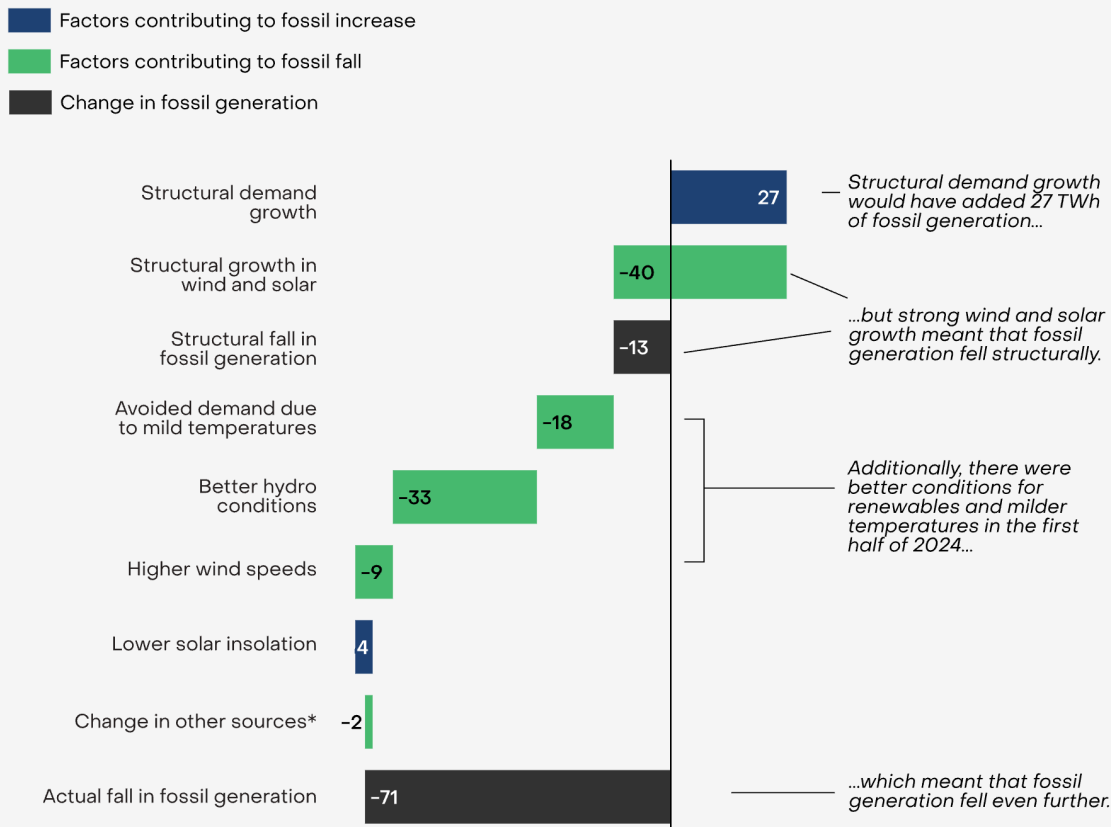 Factors contributing to fossil increase
Factors contributing to fossil fall
Change in fossil generation
Structural demand
growth
27
Structural demand growth
would have added 27 TWh
of fossil generation...
Structural growth in
wind and solar
-40
...but strong wind and solar
growth meant that fossil
generation fell structurally.
Structural fall in
fossil generation
-13
Avoided demand due
to mild temperatures
-18
Better hydro
conditions
-33
Additionally, there were
better conditions for
renewables and milder
temperatures in the first
half of 2024...
Higher wind speeds
-9
Lower solar insolation
4
Change in other sources*
-2
Actual fall in fossil generation
-71
...which meant that fossil
generation fell even further.